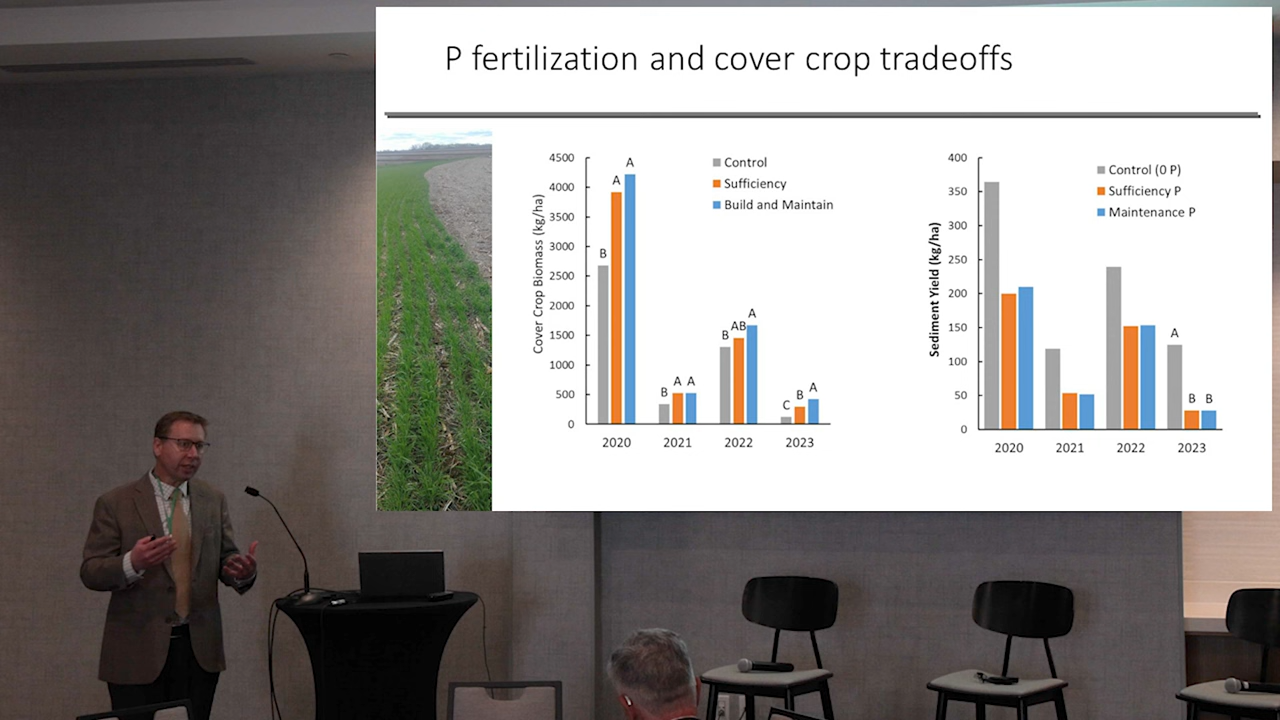 P fertilization and cover crop tradeoffs
Cover Crop Biomass (kg/ha)
4500
4000
3500
3000
2500
2000
1500
1000
500
0
Control
Sufficiency
Build and Maintain
B A A
B A A
B AB A
C B A
2020 2021 2022 2023
Sediment Yield (kg/ha)
400
350
300
250
200
150
100
50
0
Control (0 P)
Sufficiency P
Maintenance P
A B B
2020 2021 2022 2023